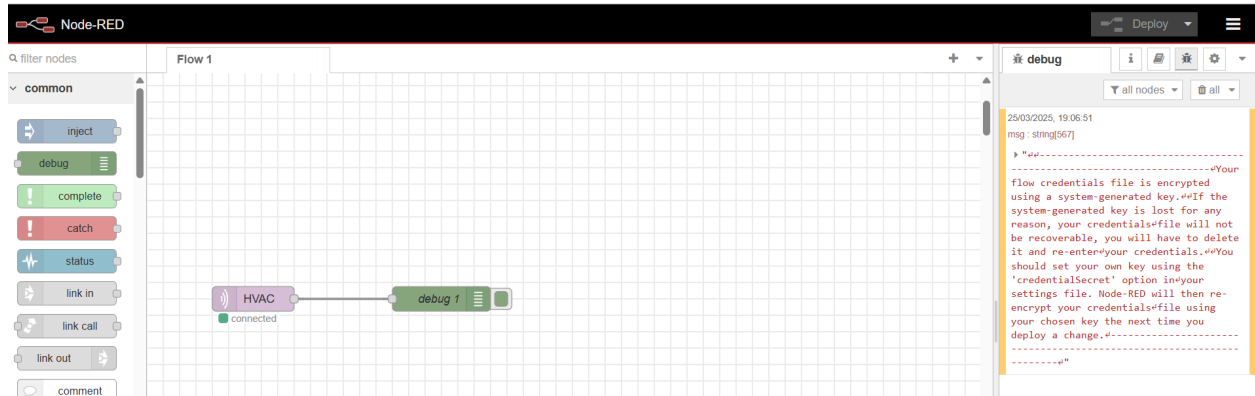 Node-RED
Deploy
filter nodes
Flow 1
debug
common
all nodes
all
inject
debug
complete
catch
status
link in
link call
link out
comment
HVAC
connected
debug 1
25/03/2025, 19:06:51
msg : string[567]
"↵↵-----------------------------------
-----------------------------------↵Your
flow credentials file is encrypted
using a system-generated key.↵↵If the
system-generated key is lost for any
reason, your credentials↵file will not
be recoverable, you will have to delete
it and re-enter↵your credentials.↵↵You
should set your own key using the
'credentialSecret' option in↵your
settings file. Node-RED will then re-
encrypt your credentials↵file using
your chosen key the next time you
deploy a change.↵-----------------------
----------------------------------------
--------↵"